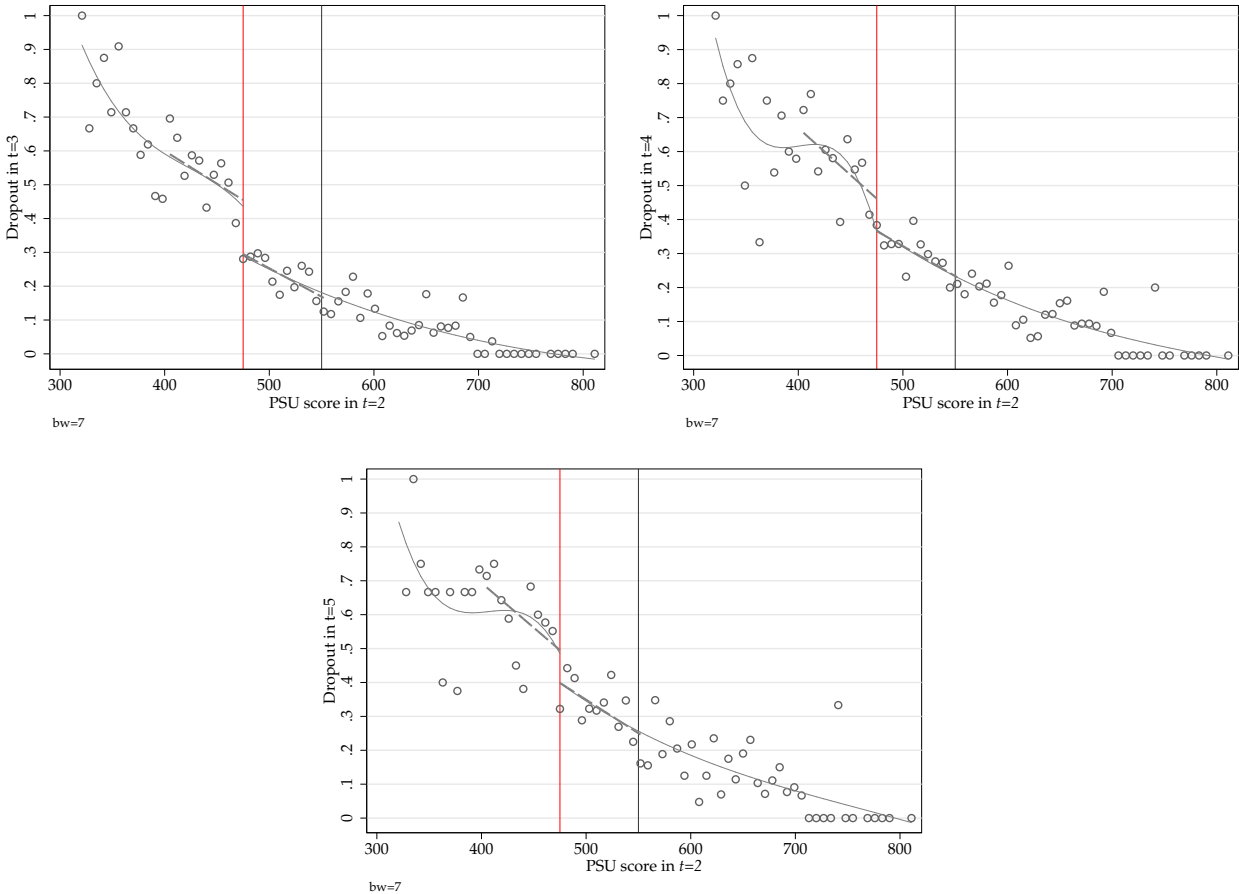 Dropout in t=3
1
.9
.8
.7
.6
.5
.4
.3
.2
.1
0
300 400 500 600 700 800
PSU score in t=2
bw=7
Dropout in t=4
1
.9
.8
.7
.6
.5
.4
.3
.2
.1
0
300 400 500 600 700 800
PSU score in t=2
bw=7
Dropout in t=5
1
.9
.8
.7
.6
.5
.4
.3
.2
.1
0
300 400 500 600 700 800
PSU score in t=2
bw=7